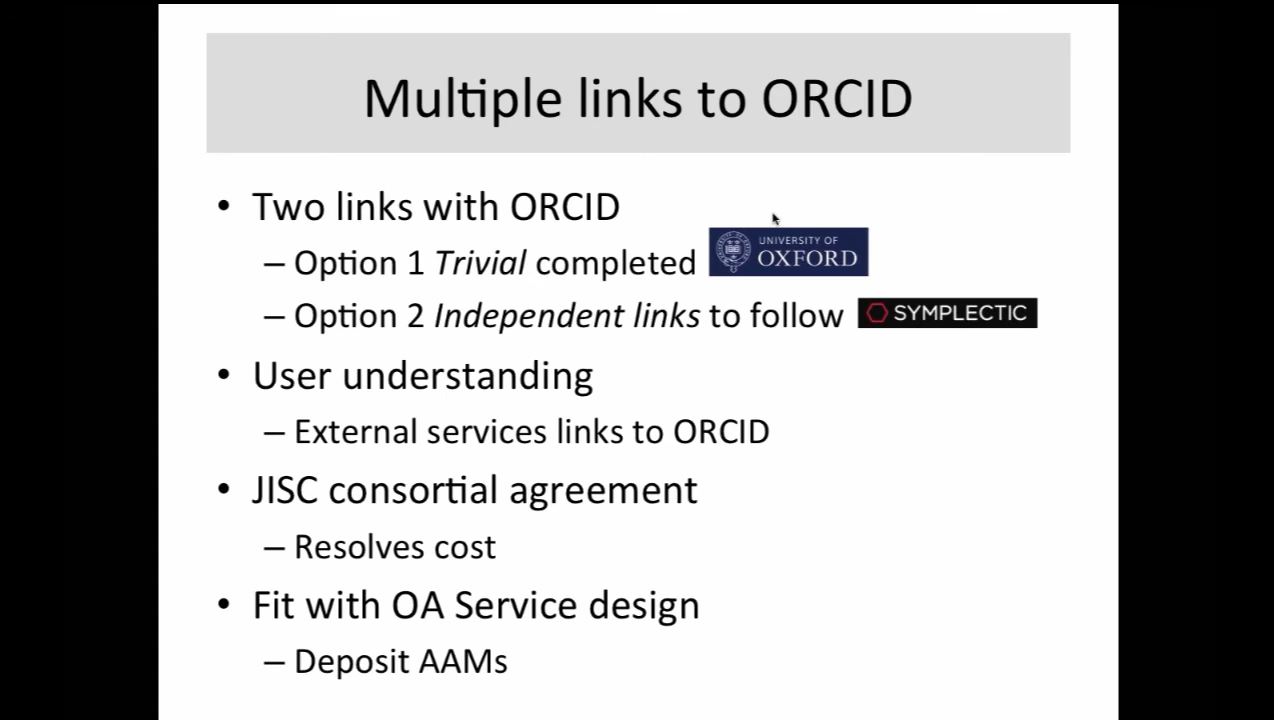 Multiple links to ORCID
• Two links with ORCID
– Option 1 Trivial completed
UNIVERSITY OF
OXFORD
– Option 2 Independent links to follow
SYMPLECTIC
• User understanding
– External services links to ORCID
• JISC consortial agreement
– Resolves cost
• Fit with OA Service design
– Deposit AAMs